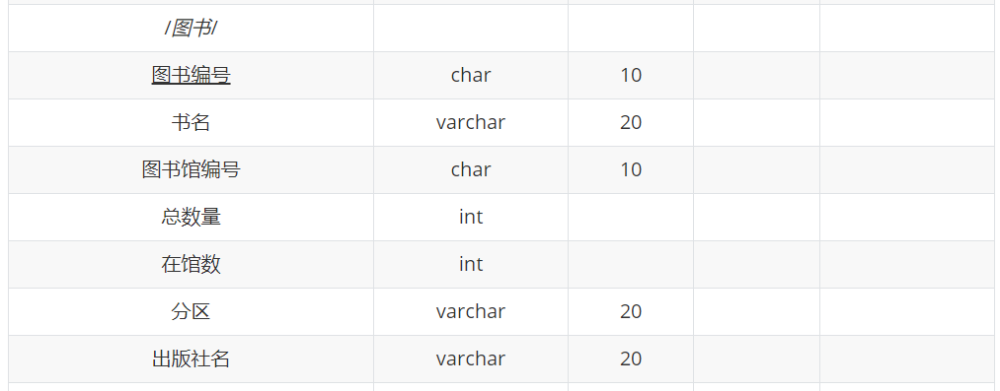 /图书/
图书编号 char 10
书名 varchar 20
图书馆编号 char 10
总数量 int
在馆数 int
分区 varchar 20
出版社名 varchar 20